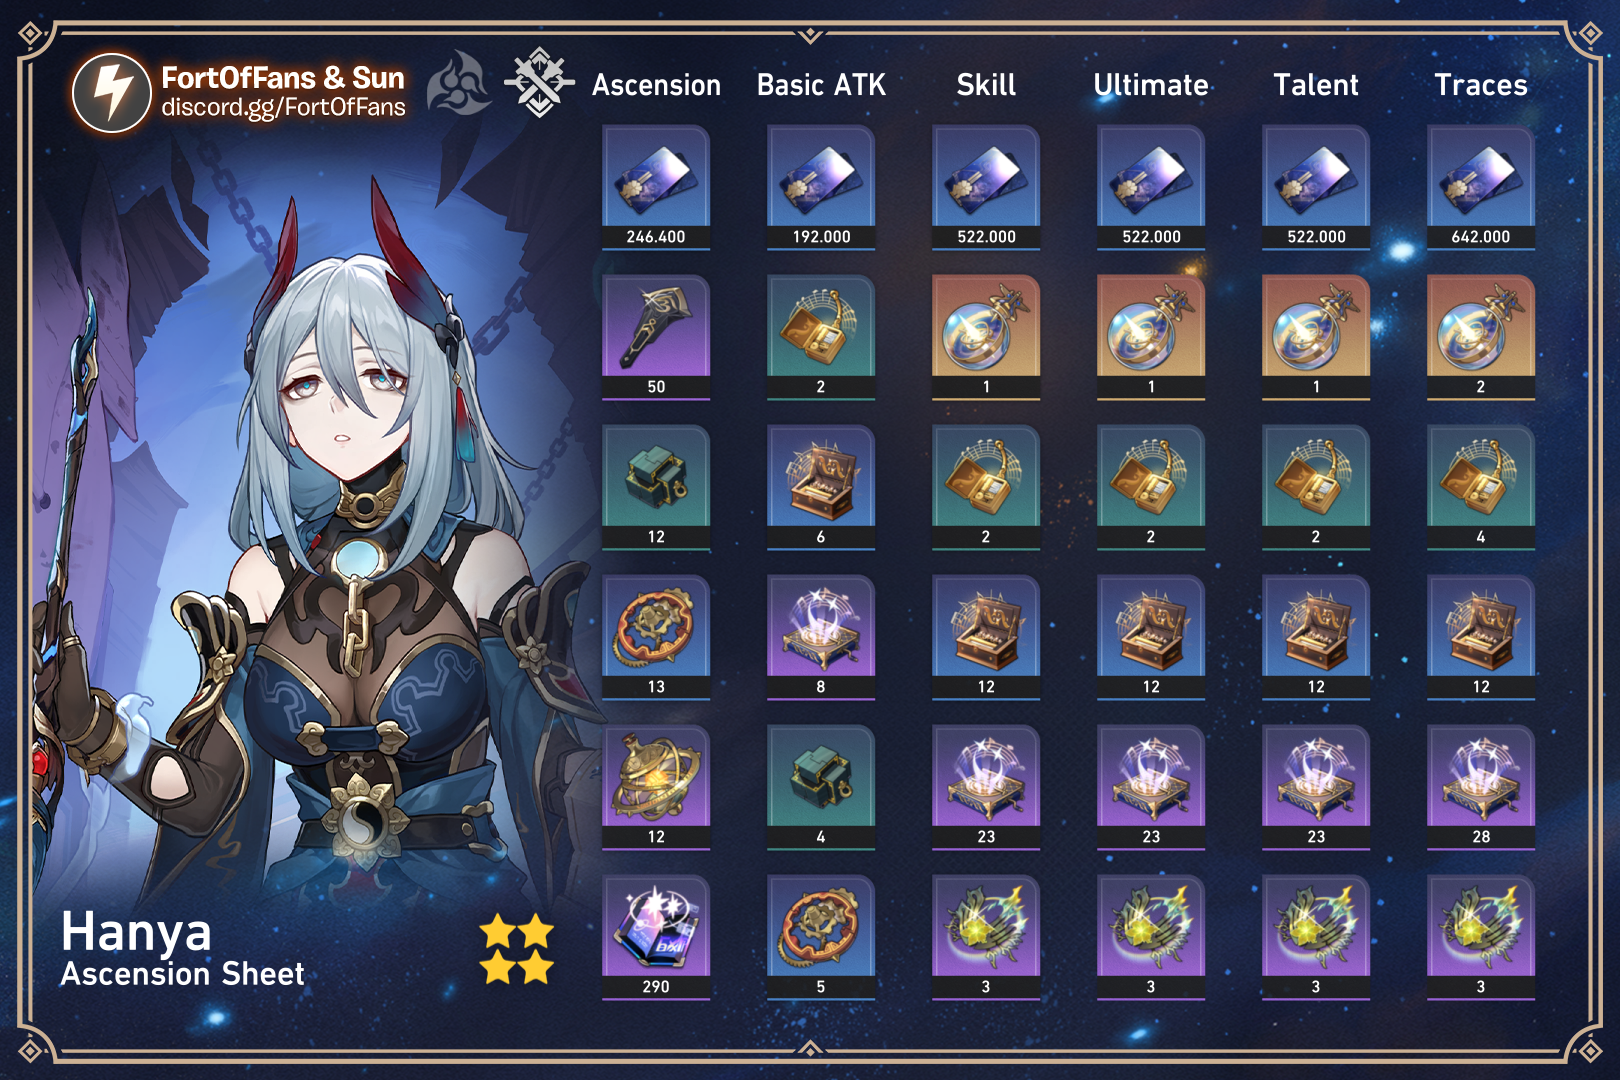 FortOfFans & Sun
discord.gg/FortOfFans
Ascension Basic ATK Skill Ultimate Talent Traces
246.400 192.000 522.000 522.000 522.000 642.000
50 2 1 1 1 2
12 6 2 2 2 4
13 8 12 12 12 12
12 4 23 23 23 28
290 5 3 3 3 3
Hanya
Ascension Sheet